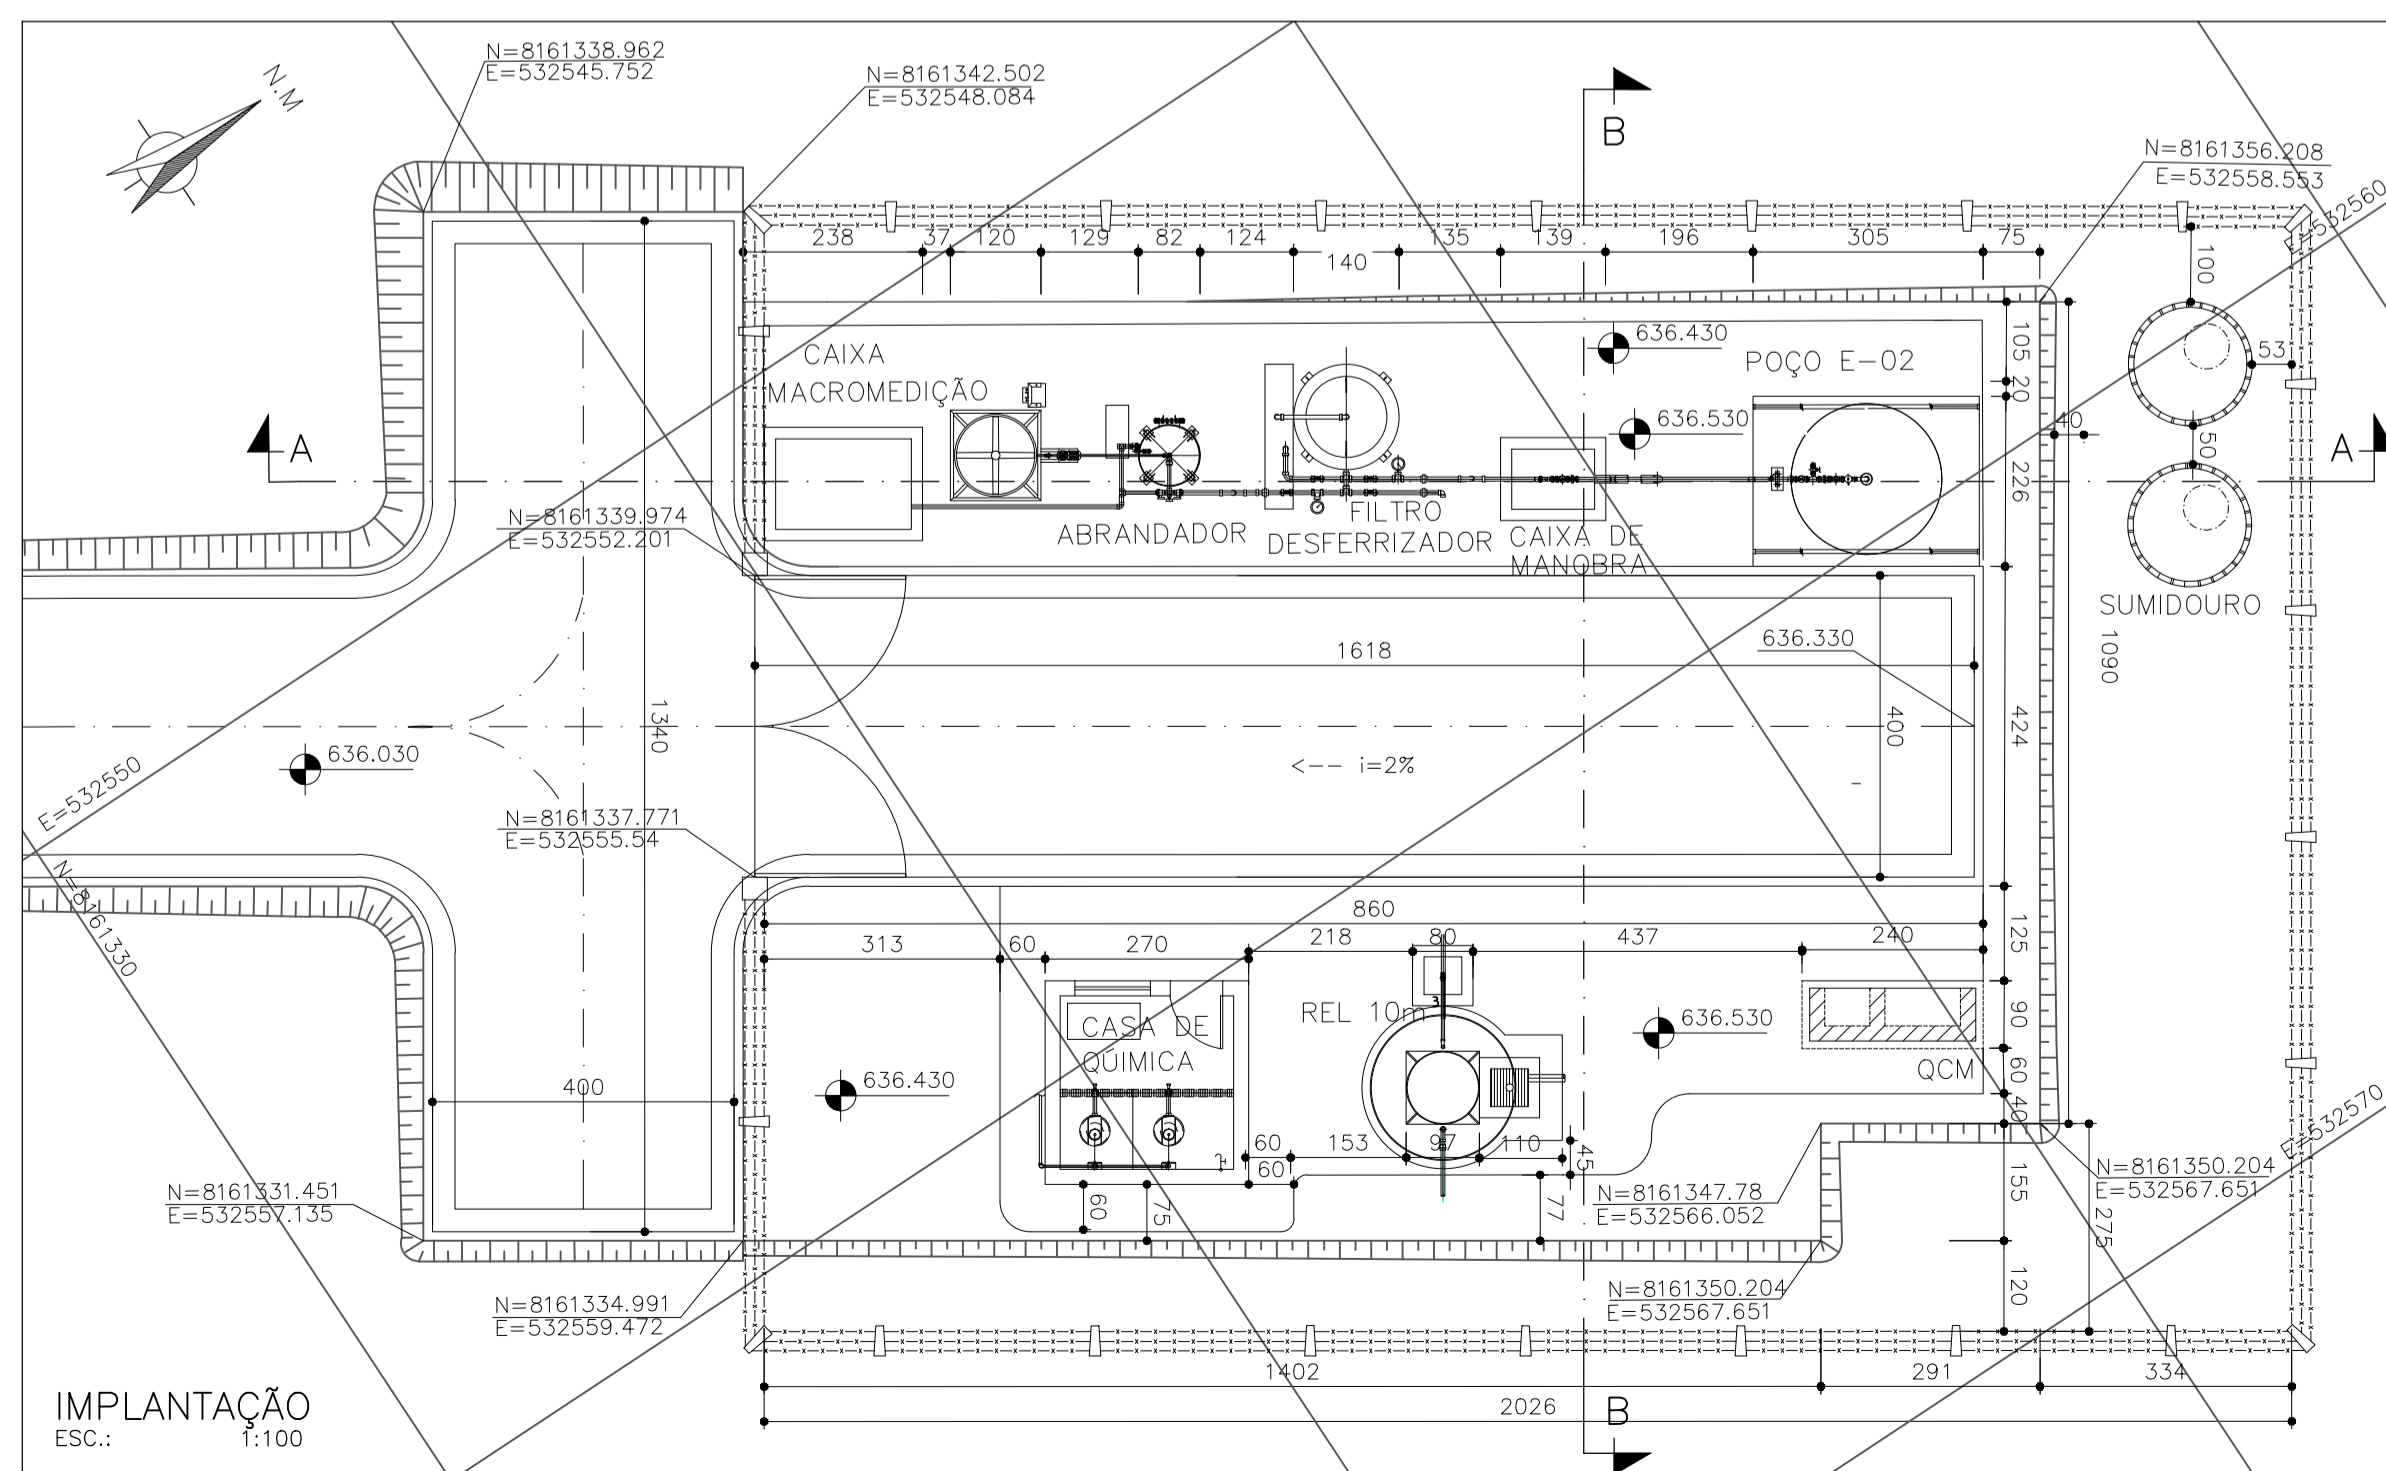 N=8161338.962
E=532545.752
N.M
N=8161342.502
E=532548.084
B
N=8161356.208
E=532558.553
E=532560
238
37
120
129
82
124
140
135
139
196
305
75
100
CAIXA
MACROMEDIÇÃO
636.430
POÇO E-02
105
20
53
636.530
40
50
A
A
226
N=8161339.974
E=532552.201
ABRANDADOR
FILTRO
DESFERRIZADOR
CAIXA DE
MANOBRA
SUMIDOURO
1618
636.330
1090
1340
400
424
636.030
<-- i=2%
E=532550
N=8161337.771
E=532555.54
N=8161330
860
313
60
270
218
80
437
240
125
CASA DE
QÚIMICA
REL 10m
636.530
90
QCM
60
40
400
636.430
60
153
97
110
45
60
60
75
77
N=8161331.451
E=532557.135
N=8161347.78
E=532566.052
N=8161350.204
E=532567.651
E=532570
155
275
N=8161334.991
E=532559.472
N=8161350.204
E=532567.651
120
1402
291
334
2026
B
IMPLANTAÇÃO
ESC.: 1:100